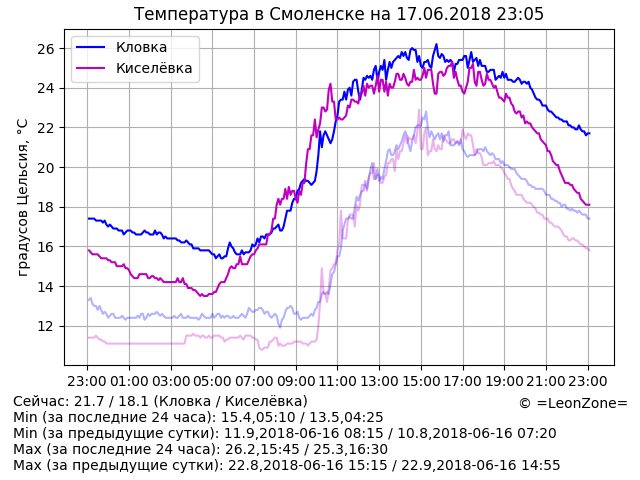 Температура в Смоленске на 17.06.2018 23:05
градусов Цельсия, °C
26
24
22
20
18
16
14
12
Кловка
Киселёвка
23:00 01:00 03:00 05:00 07:00 09:00 11:00 13:00 15:00 17:00 19:00 21:00 23:00
Сейчас: 21.7 / 18.1 (Кловка / Киселёвка)
© =LeonZone=
Min (за последние 24 часа): 15.4,05:10 / 13.5,04:25
Min (за предыдущие сутки): 11.9,2018-06-16 08:15 / 10.8,2018-06-16 07:20
Max (за последние 24 часа): 26.2,15:45 / 25.3,16:30
Max (за предыдущие сутки): 22.8,2018-06-16 15:15 / 22.9,2018-06-16 14:55